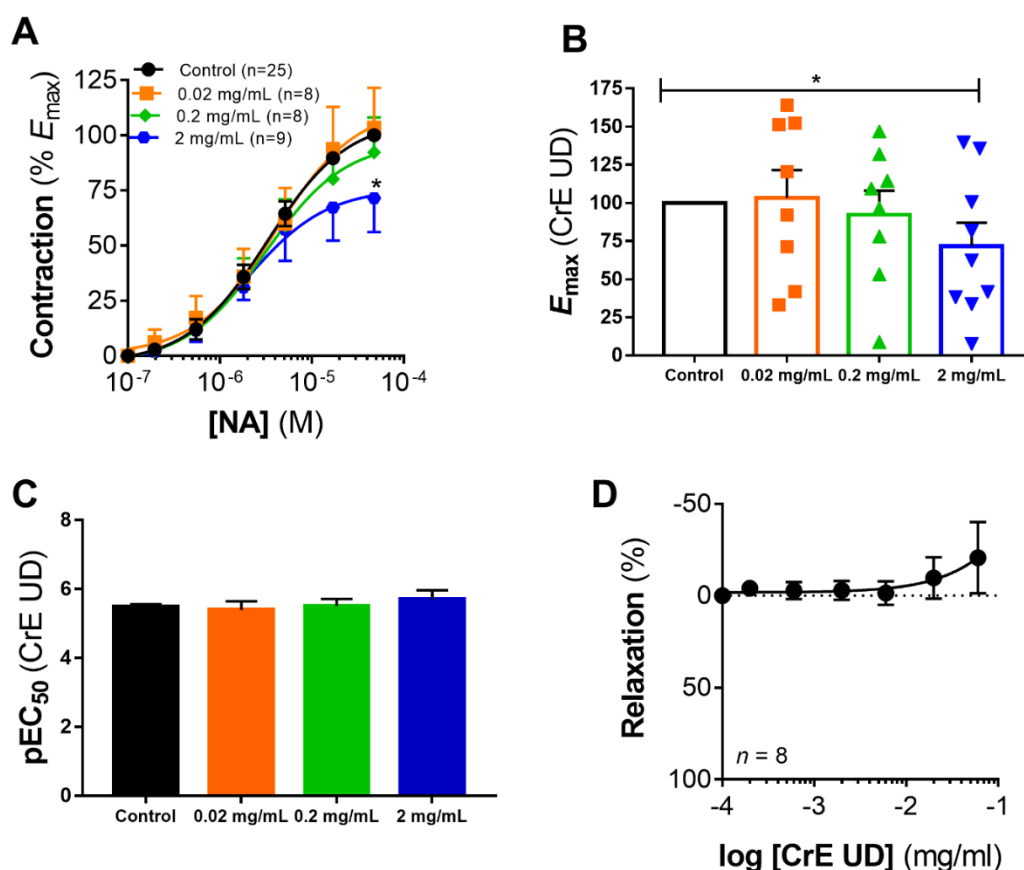 A
Control (n=25)
0.02 mg/mL (n=8)
0.2 mg/mL (n=8)
2 mg/mL (n=9)
Contraction (% Emax)
125
100
75
50
25
0
*
10⁻⁷ 10⁻⁶ 10⁻⁵ 10⁻⁴
[NA] (M)
B
*
Emax (CrE UD)
175
150
125
100
75
50
25
0
Control 0.02 mg/mL 0.2 mg/mL 2 mg/mL
C
pEC₅₀ (CrE UD)
8
6
4
2
0
Control 0.02 mg/mL 0.2 mg/mL 2 mg/mL
D
Relaxation (%)
-50
0
50
100
n = 8
-4 -3 -2 -1
log [CrE UD] (mg/ml)